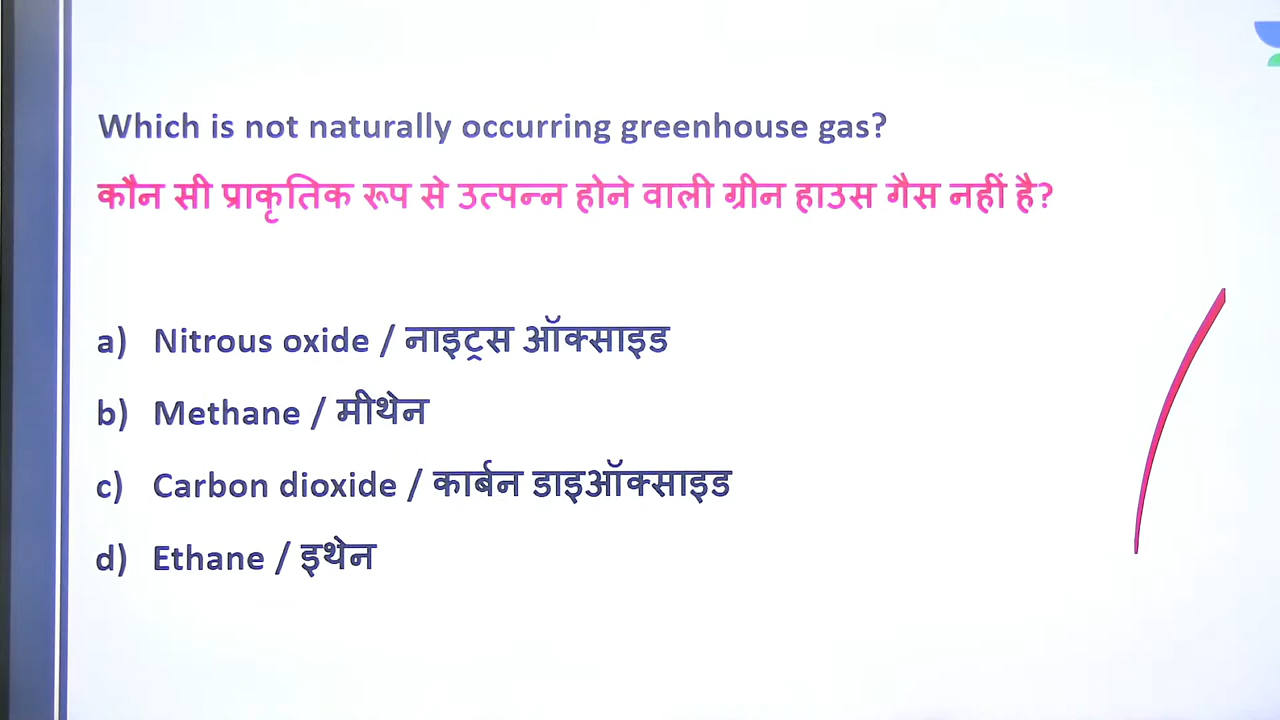 Which is not naturally occurring greenhouse gas?
कौन सी प्राकृतिक रूप से उत्पन्न होने वाली ग्रीन हाउस गैस नहीं है?
a) Nitrous oxide / नाइट्रस ऑक्साइड
b) Methane / मीथेन
c) Carbon dioxide / कार्बन डाइऑक्साइड
d) Ethane / इथेन